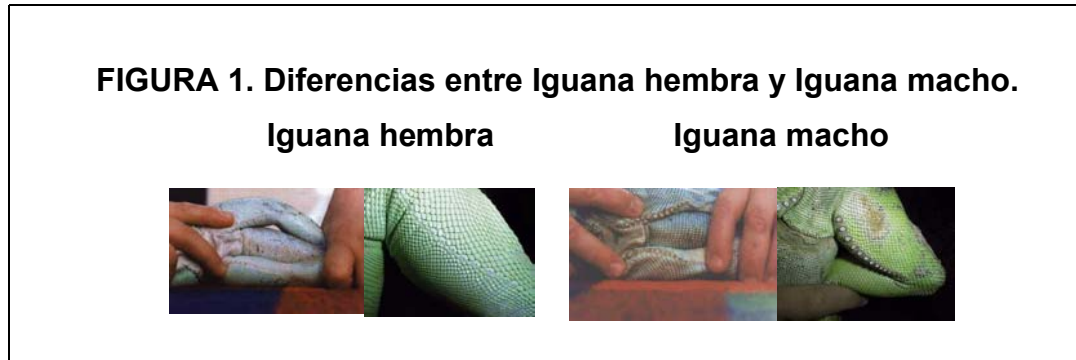 FIGURA 1. Diferencias entre Iguana hembra y Iguana macho.
Iguana hembra Iguana macho